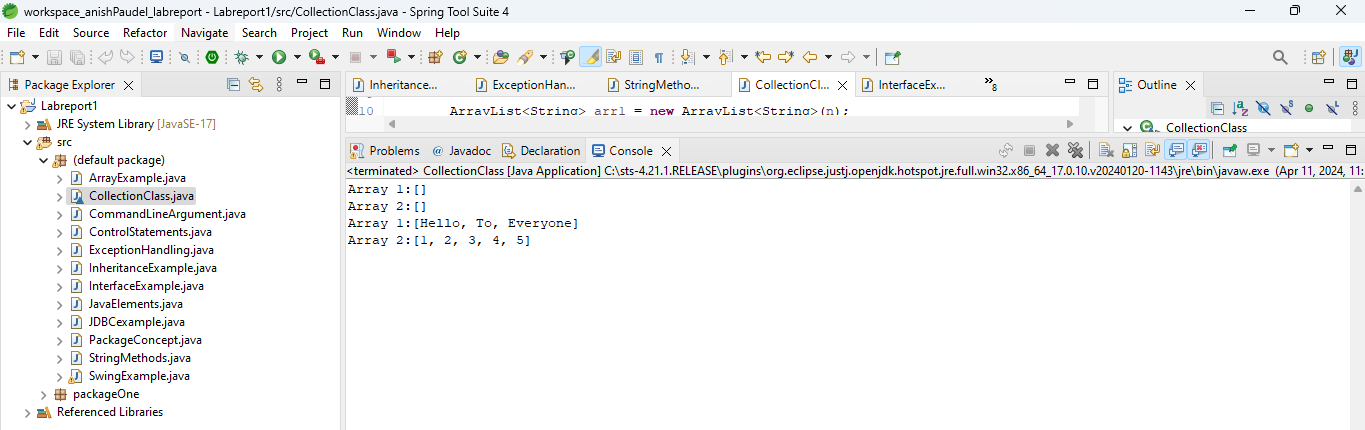 workspace_anishPaudel_labreport - Labreport1/src/CollectionClass.java - Spring Tool Suite 4
File Edit Source Refactor Navigate Search Project Run Window Help
Package Explorer
Labreport1
JRE System Library [JavaSE-17]
src
(default package)
ArrayExample.java
CollectionClass.java
CommandLineArgument.java
ControlStatements.java
ExceptionHandling.java
InheritanceExample.java
InterfaceExample.java
JavaElements.java
JDBCexample.java
PackageConcept.java
StringMethods.java
SwingExample.java
packageOne
Referenced Libraries
Inheritance... ExceptionHan... StringMetho... CollectionCl... InterfaceEx... »8
10 ArrayList<String> arr1 = new ArrayList<String>(n);
Problems @ Javadoc Declaration Console
<terminated> CollectionClass [Java Application] C:\sts-4.21.1.RELEASE\plugins\org.eclipse.justj.openjdk.hotspot.jre.full.win32.x86_64_17.0.10.v20240120-1143\jre\bin\javaw.exe (Apr 11, 2024, 11:
Array 1:[]
Array 2:[]
Array 1:[Hello, To, Everyone]
Array 2:[1, 2, 3, 4, 5]
Outline
CollectionClass